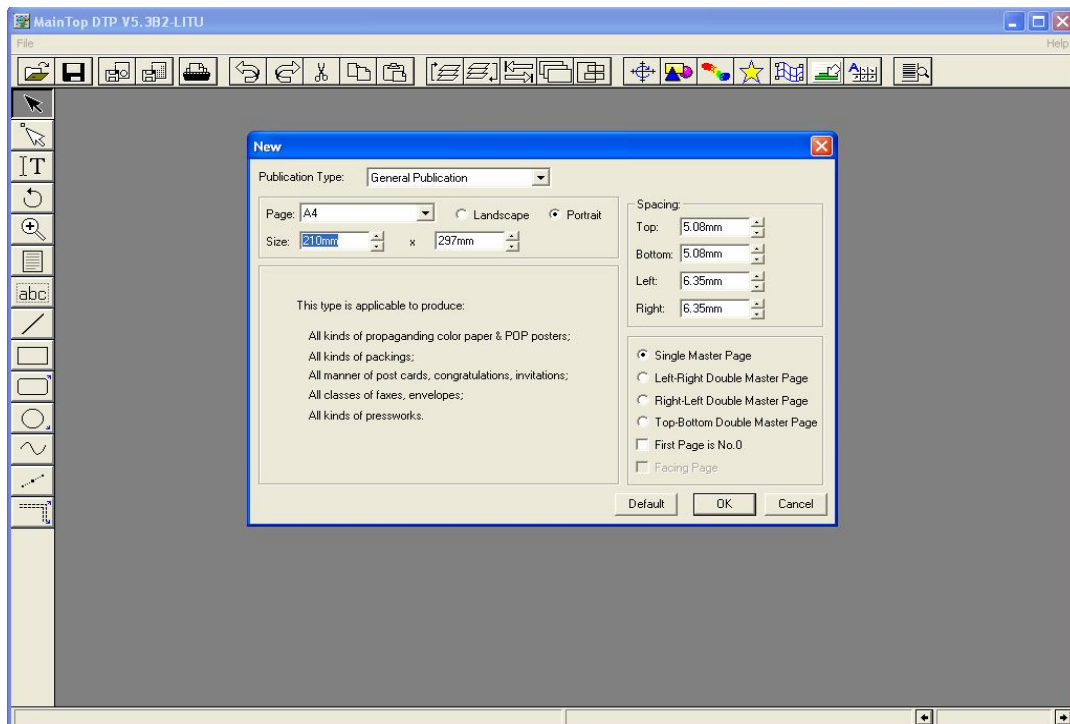 MainTop DTP V5.3B2-LITU
File Help
T
abc
A
New
Publication Type: General Publication
Page: A4 Landscape Portrait
Size: 210mm x 297mm
This type is applicable to produce:
All kinds of propaganding color paper & POP posters;
All kinds of packings;
All manner of post cards, congratulations, invitations;
All classes of faxes, envelopes;
All kinds of pressworks.
Spacing:
Top: 5.08mm
Bottom: 5.08mm
Left: 6.35mm
Right: 6.35mm
Single Master Page
Left-Right Double Master Page
Right-Left Double Master Page
Top-Bottom Double Master Page
First Page is No.0
Facing Page
Default OK Cancel